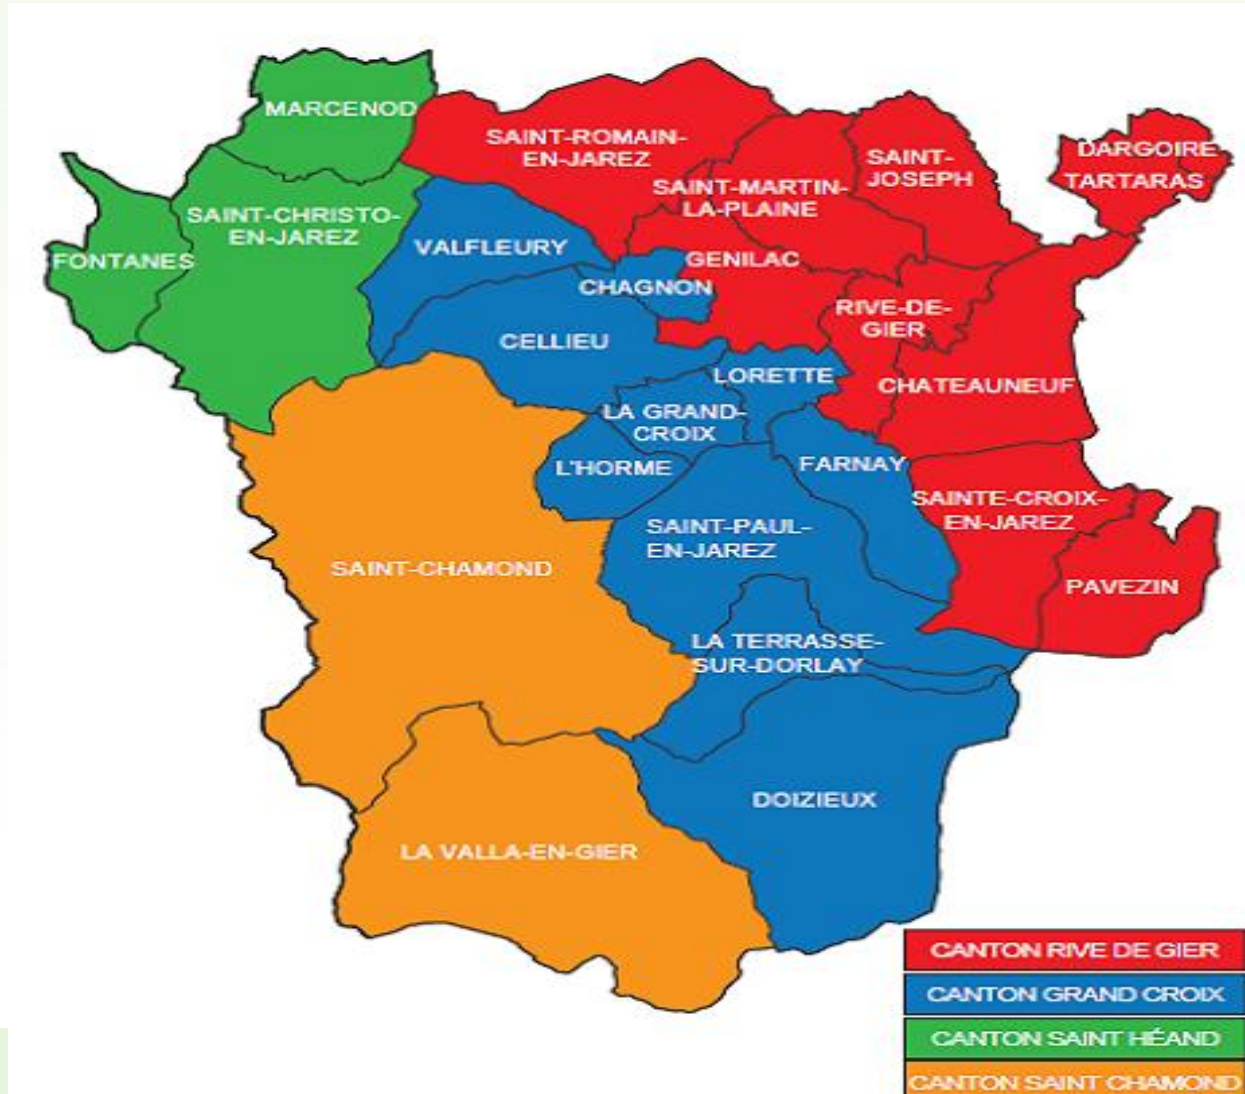 MARCENOD
SAINT-ROMAIN-
EN-JAREZ
SAINT-
JOSEPH
DARGOIRE
TARTARAS
SAINT-MARTIN-
LA-PLAINE
SAINT-CHRISTO-
EN-JAREZ
FONTANES
VALFLEURY
GENILAC
CHAGNON
RIVE-DE-
GIER
CELLIEU
LORETTE
CHATEAUNEUF
LA GRAND-
CROIX
L'HORME
FARNAY
SAINTE-CROIX-
EN-JAREZ
SAINT-PAUL-
EN-JAREZ
SAINT-CHAMOND
PAVEZIN
LA TERRASSE-
SUR-DORLAY
DOIZIEUX
LA VALLA-EN-GIER
CANTON RIVE DE GIER
CANTON GRAND CROIX
CANTON SAINT HÉAND
CANTON SAINT CHAMOND